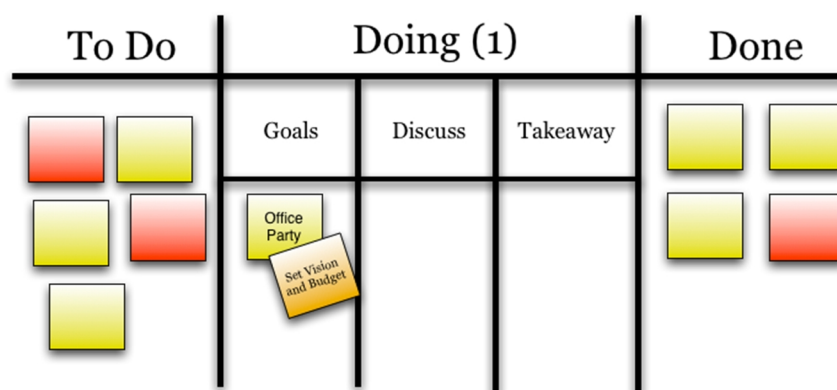 To Do
Doing (1)
Done
Goals
Discuss
Takeaway
Office
Party
Set Vision
and Budget